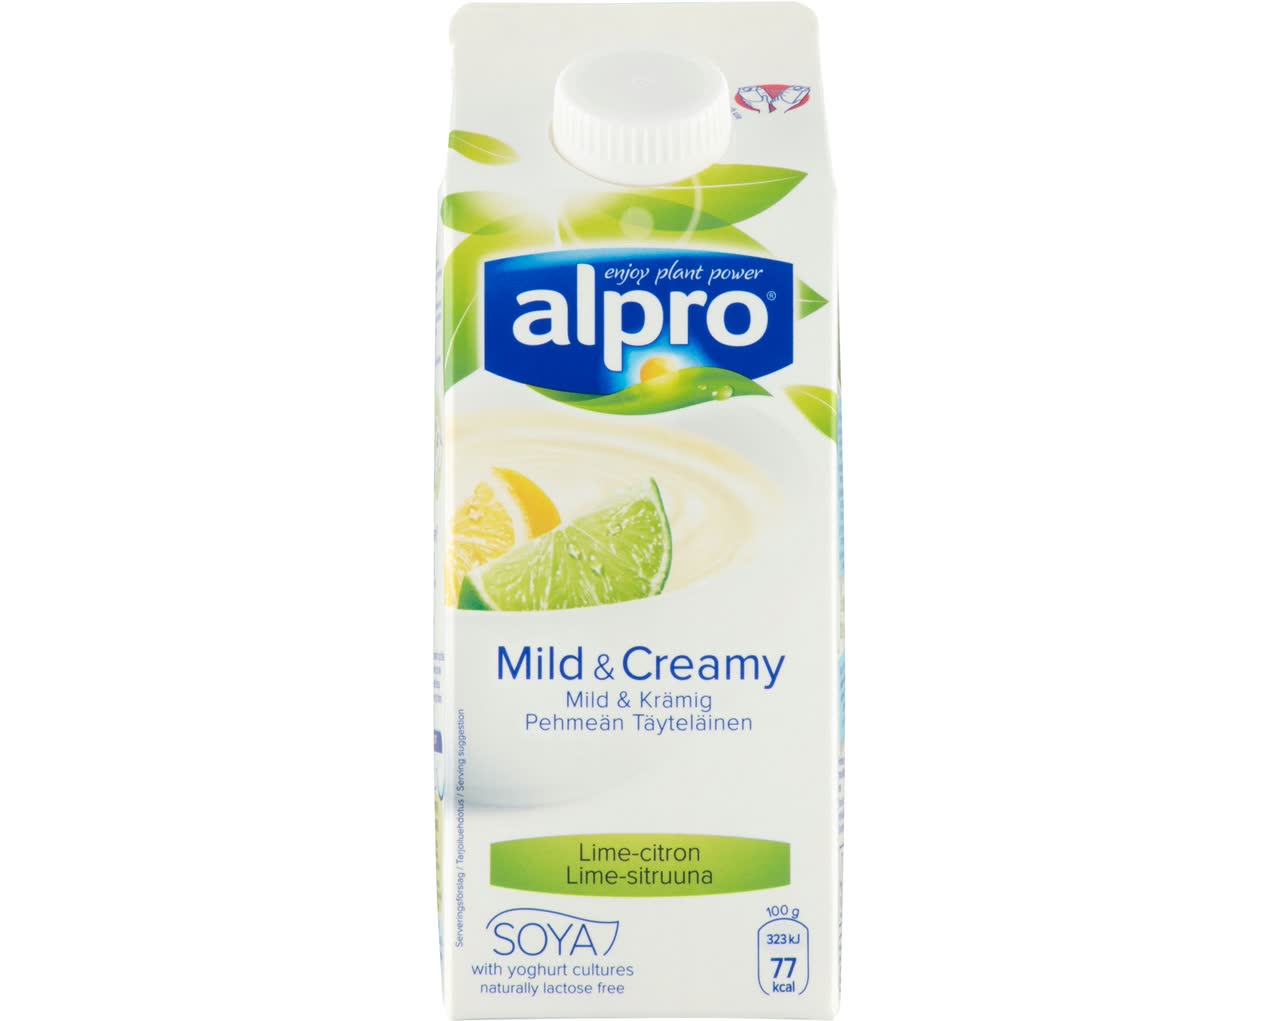 enjoy plant power
alpro®
Mild & Creamy
Mild & Krämig
Pehmeän Täyteläinen
Serveringsförslag / Tarjoiluehdotus / Serving suggestion
Lime-citron
Lime-sitruuna
SOYA
with yoghurt cultures
naturally lactose free
100 g
323 kJ
77
kcal